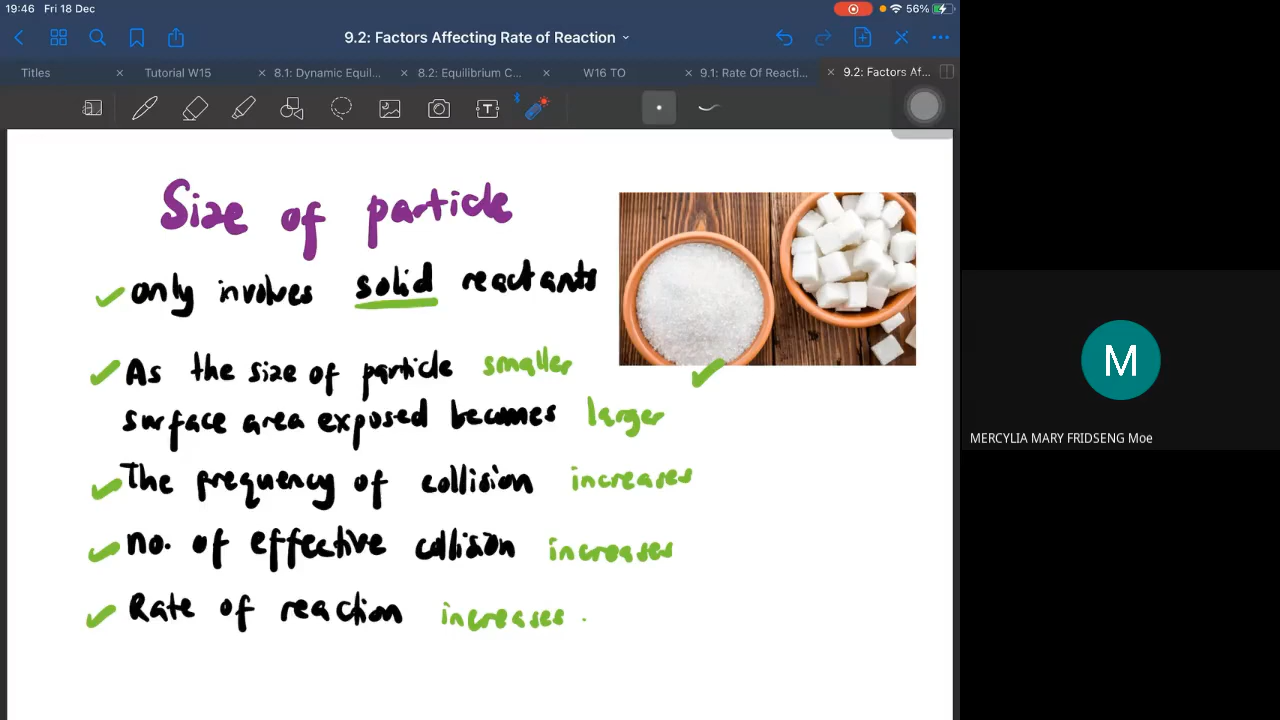 19:46 Fri 18 Dec
56%
9.2: Factors Affecting Rate of Reaction
Titles
Tutorial W15
8.1: Dynamic Equil...
8.2: Equilibrium C...
W16 TO
9.1: Rate Of Reacti...
9.2: Factors Af...
T
Size of particle
only involves solid reactants
As the size of particle smaller
surface area exposed becomes larger
The frequency of collision increases
no. of effective collision increases
Rate of reaction increases.
M
MERCYLIA MARY FRIDSENG Moe